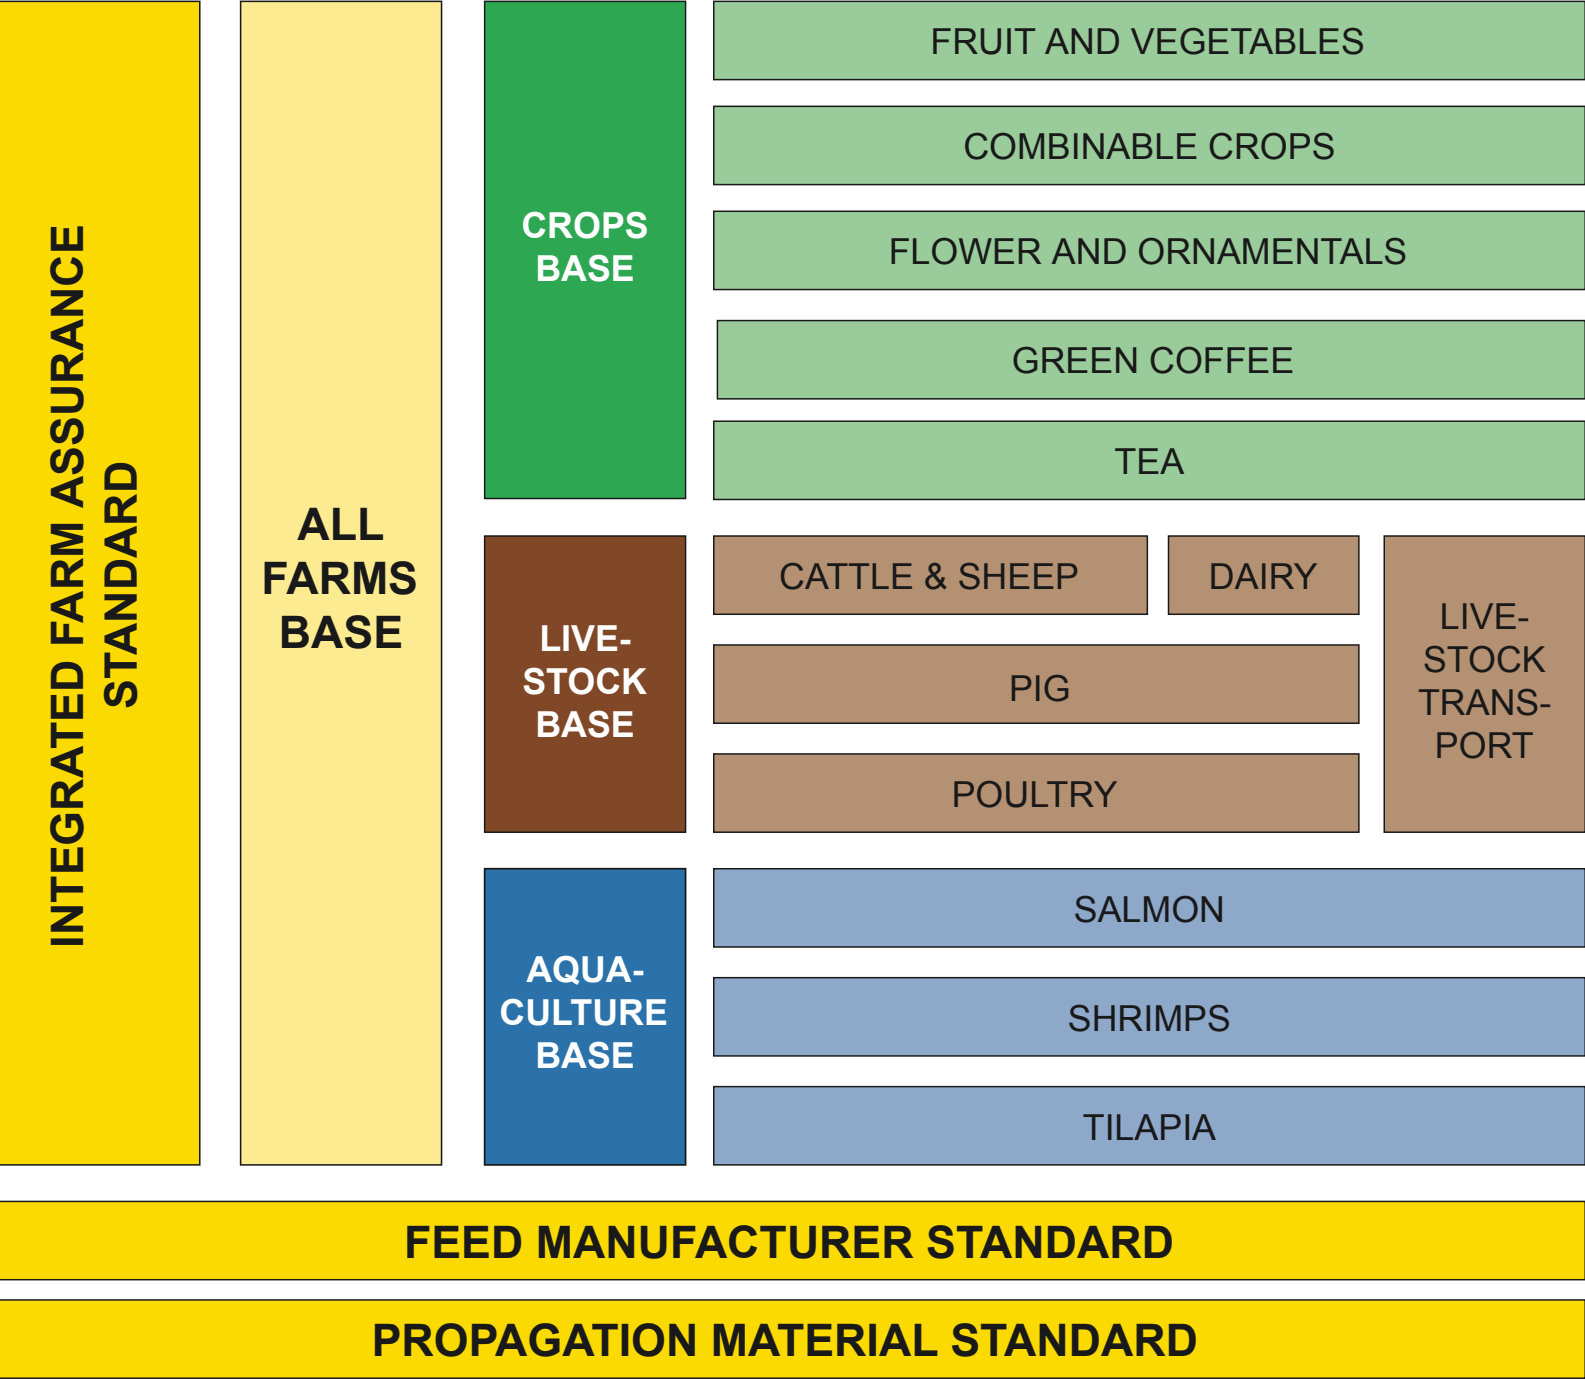 INTEGRATED FARM ASSURANCE
STANDARD
ALL
FARMS
BASE
CROPS
BASE
FRUIT AND VEGETABLES
COMBINABLE CROPS
FLOWER AND ORNAMENTALS
GREEN COFFEE
TEA
LIVE-
STOCK
BASE
CATTLE & SHEEP
DAIRY
PIG
POULTRY
LIVE-
STOCK
TRANS-
PORT
AQUA-
CULTURE
BASE
SALMON
SHRIMPS
TILAPIA
FEED MANUFACTURER STANDARD
PROPAGATION MATERIAL STANDARD